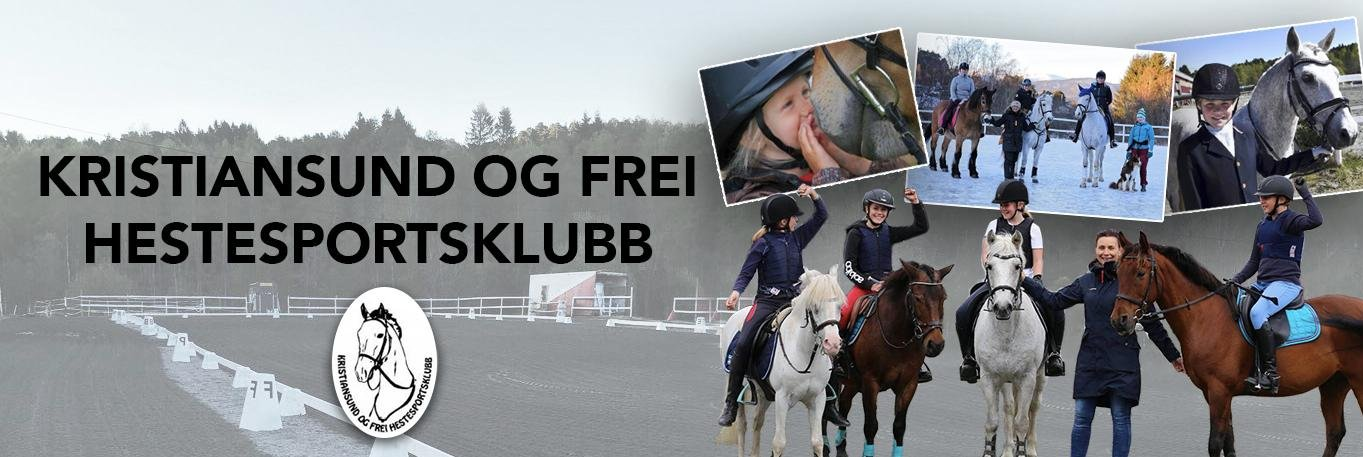 KRISTIANSUND OG FREI
HESTESPORTSKLUBB
KRISTIANSUND OG FREI HESTESPORTSKLUBB
P
F F